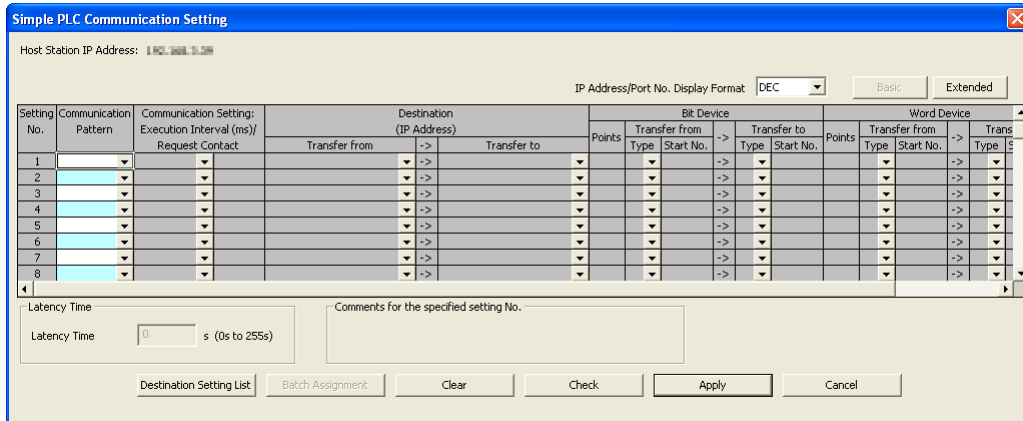 Simple PLC Communication Setting
Host Station IP Address:
IP Address/Port No. Display Format DEC Basic Extended
Setting No. Communication Pattern Communication Setting: Execution Interval (ms)/ Request Contact Destination (IP Address) Bit Device Word Device
Transfer from -> Transfer to Points Transfer from -> Transfer to Points Transfer from -> Trans
Type Start No. Type Start No. Type Start No. Type
1 -> -> ->
2 -> -> ->
3 -> -> ->
4 -> -> ->
5 -> -> ->
6 -> -> ->
7 -> -> ->
8 -> -> ->
Latency Time Comments for the specified setting No.
Latency Time 0 s (0s to 255s)
Destination Setting List Batch Assignment Clear Check Apply Cancel